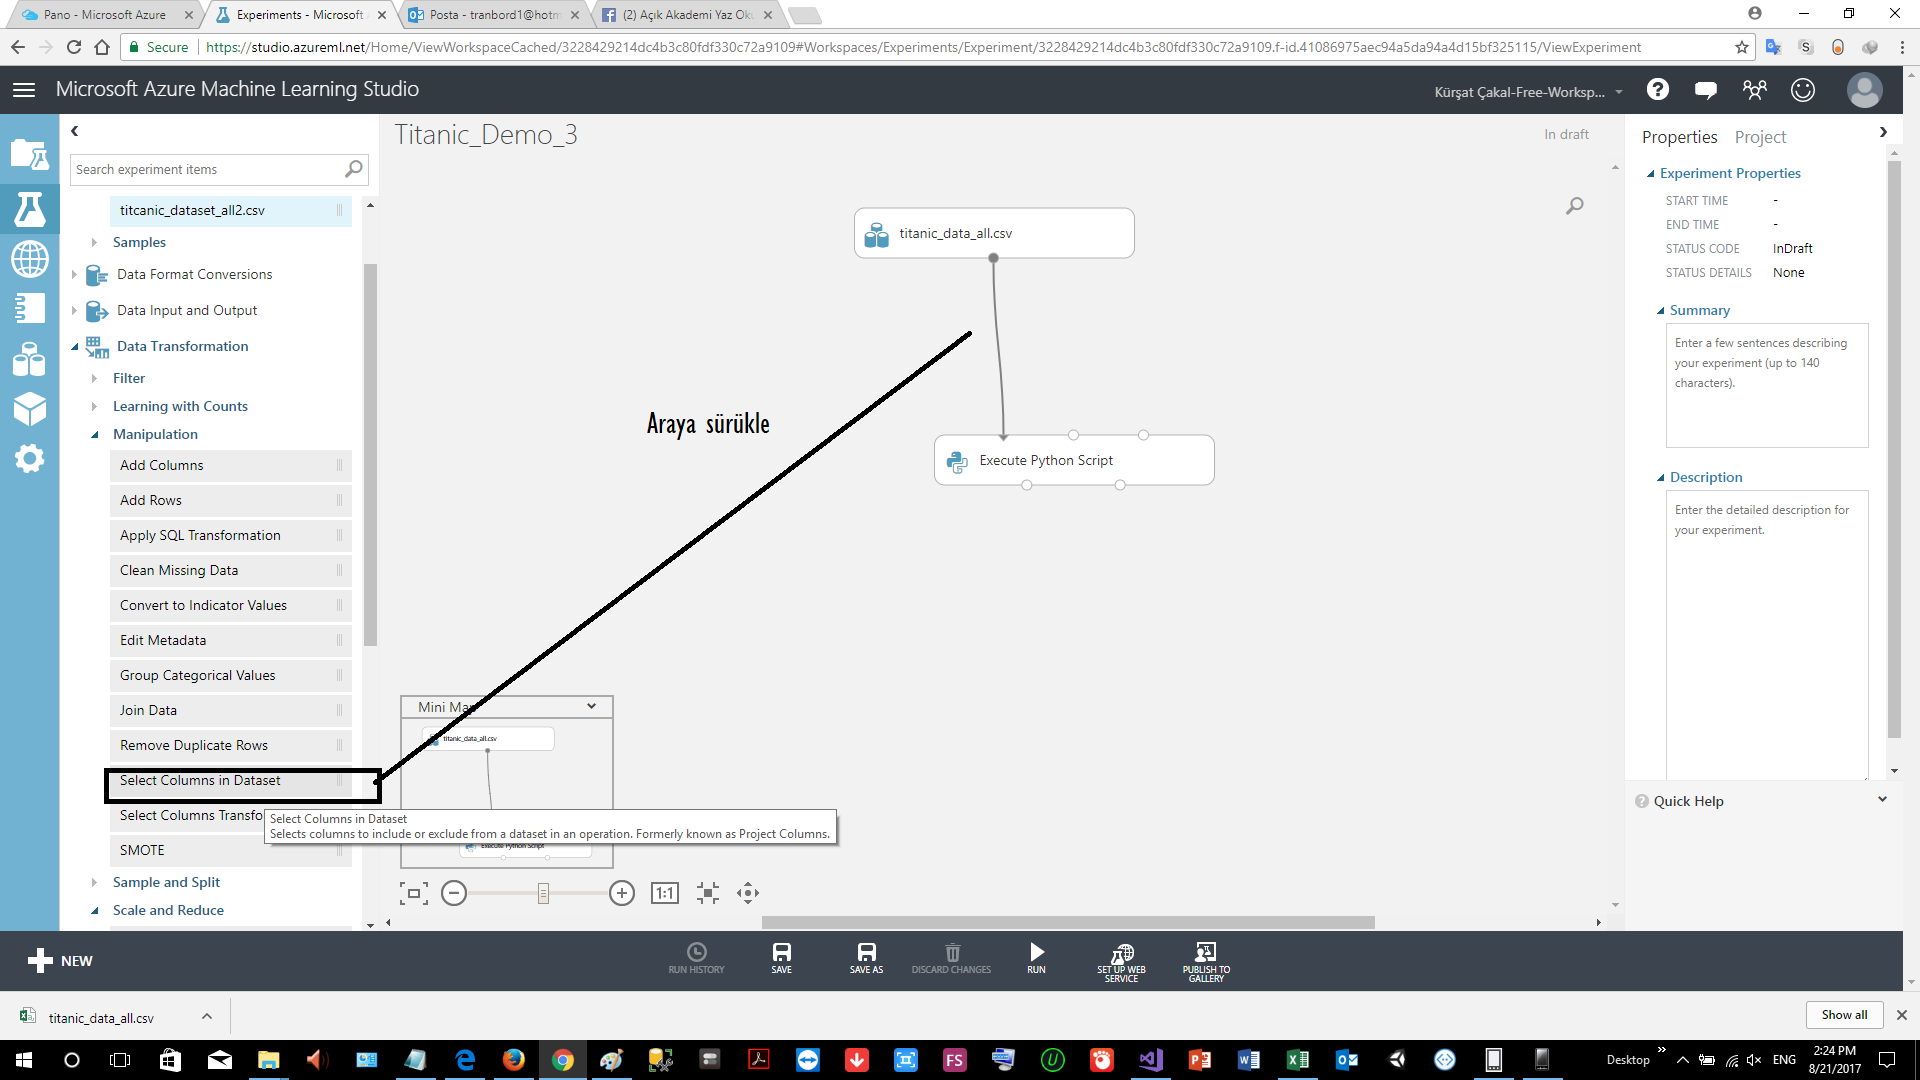 Pano - Microsoft Azure
Experiments - Microsoft
Posta - tranbord1@hotm
(2) Açık Akademi Yaz Oku
Secure
https://studio.azureml.net/Home/ViewWorkspaceCached/3228429214dc4b3c80fdf330c72a9109#Workspaces/Experiments/Experiment/3228429214dc4b3c80fdf330c72a9109.f-id.41086975aec94a5da94a4d15bf325115/ViewExperiment
Microsoft Azure Machine Learning Studio
Kürşat Çakal-Free-Worksp...
Search experiment items
titcanic_dataset_all2.csv
Samples
Data Format Conversions
Data Input and Output
Data Transformation
Filter
Learning with Counts
Manipulation
Add Columns
Add Rows
Apply SQL Transformation
Clean Missing Data
Convert to Indicator Values
Edit Metadata
Group Categorical Values
Join Data
Remove Duplicate Rows
Select Columns in Dataset
Select Columns Transfo
SMOTE
Sample and Split
Scale and Reduce
Titanic_Demo_3
In draft
titanic_data_all.csv
Araya sürükle
Execute Python Script
Mini Ma
titanic_data_all.csv
Select Columns in Dataset
Selects columns to include or exclude from a dataset in an operation. Formerly known as Project Columns.
Execute Python Script
1:1
Properties
Project
Experiment Properties
START TIME -
END TIME -
STATUS CODE InDraft
STATUS DETAILS None
Summary
Enter a few sentences describing
your experiment (up to 140
characters).
Description
Enter the detailed description for
your experiment.
Quick Help
NEW
RUN HISTORY
SAVE
SAVE AS
DISCARD CHANGES
RUN
SET UP WEB
SERVICE
PUBLISH TO
GALLERY
titanic_data_all.csv
Show all
Desktop
ENG
2:24 PM
8/21/2017